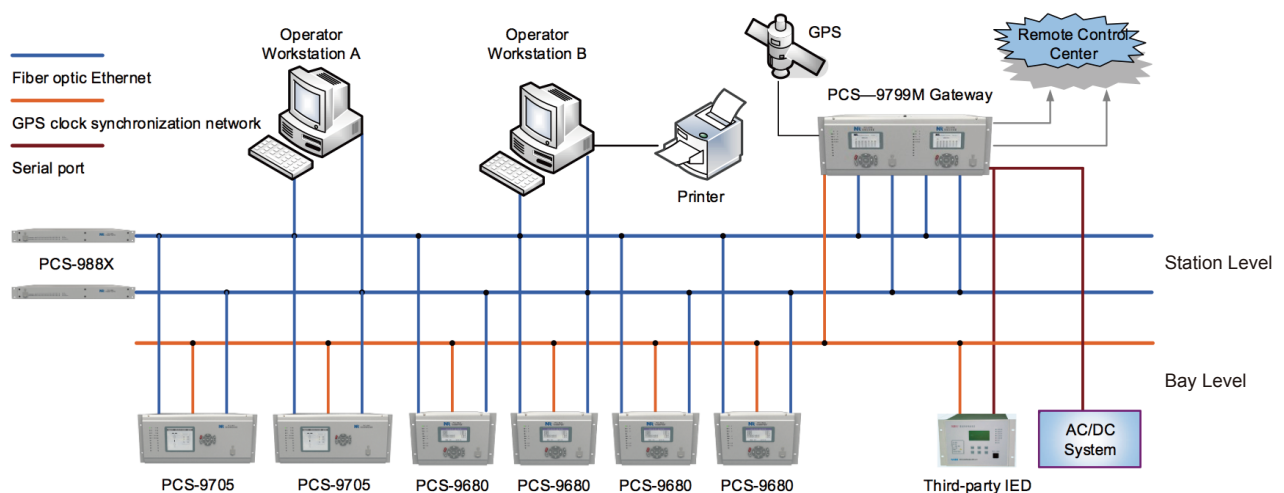 Operator
Workstation A
Operator
Workstation B
GPS
Remote Control
Center
Fiber optic Ethernet
GPS clock synchronization network
Serial port
PCS—9799M Gateway
Printer
PCS-988X
Station Level
Bay Level
AC/DC
System
PCS-9705
PCS-9705
PCS-9680
PCS-9680
PCS-9680
PCS-9680
Third-party IED